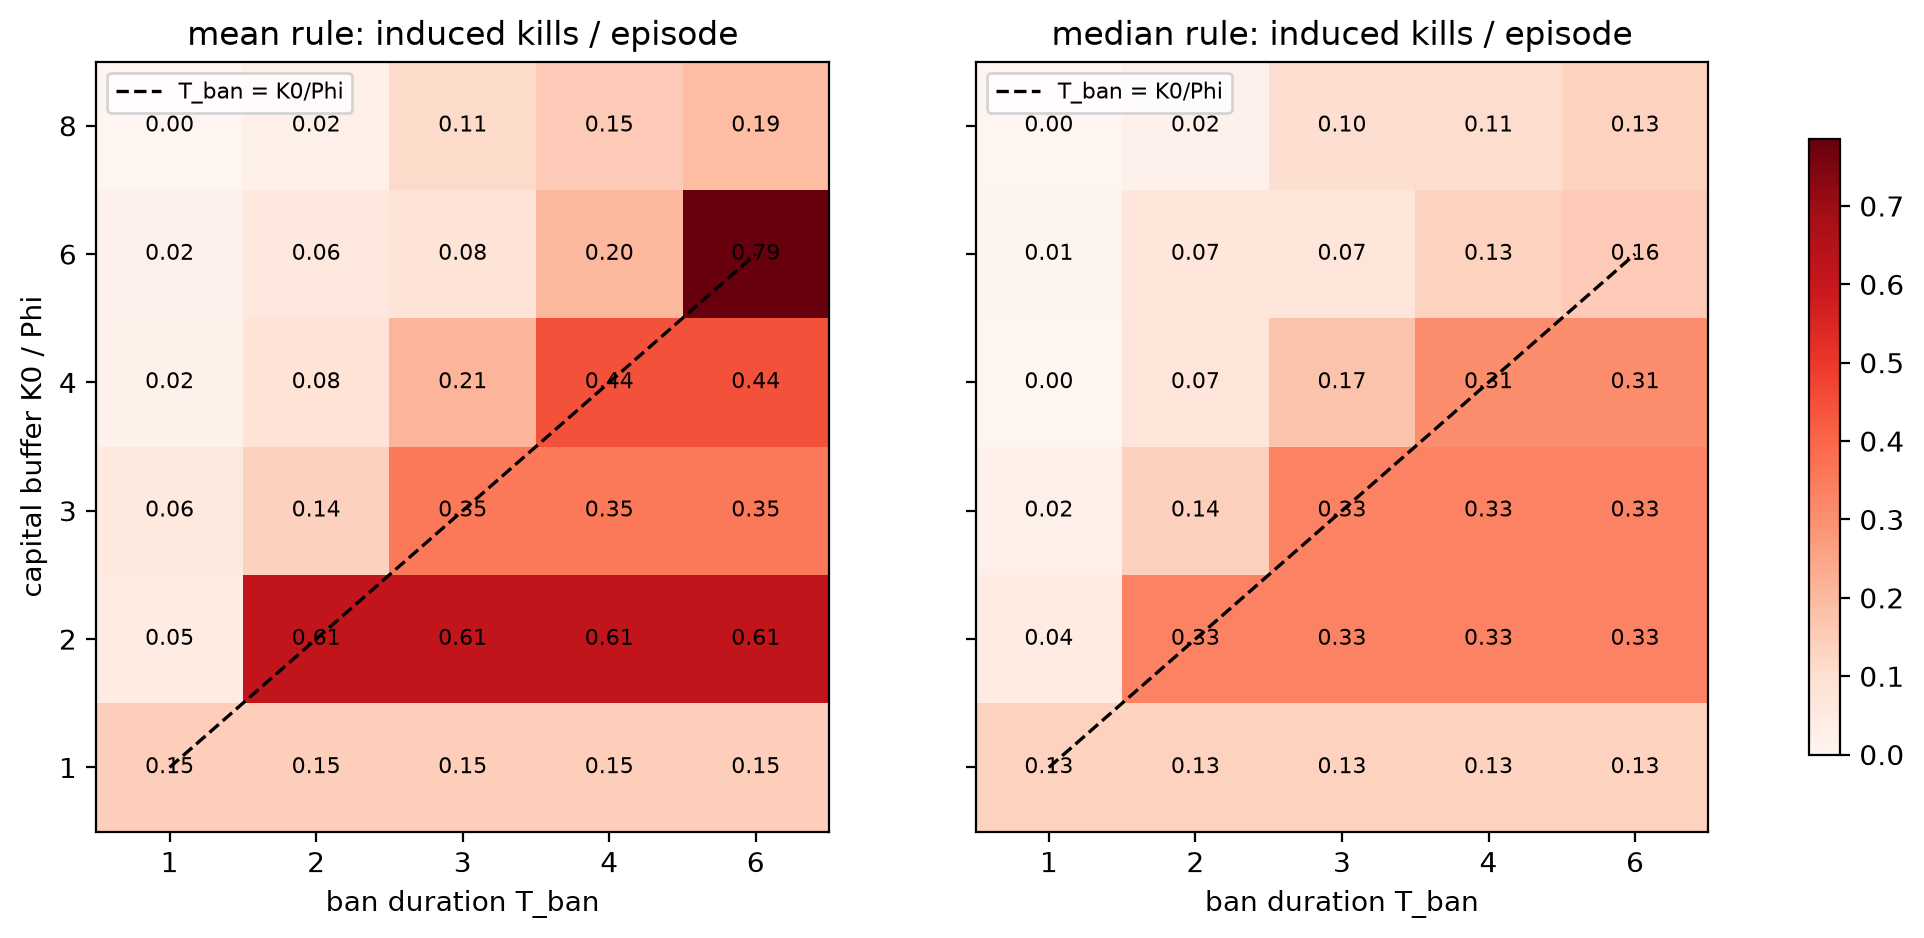 mean rule: induced kills / episode
T_ban = K0/Phi
8
0.00 0.02 0.11 0.15 0.19
6
0.02 0.06 0.08 0.20 0.79
4
0.02 0.08 0.21 0.44 0.44
3
0.06 0.14 0.35 0.35 0.35
2
0.05 0.61 0.61 0.61 0.61
1
0.15 0.15 0.15 0.15 0.15
1 2 3 4 6
ban duration T_ban
capital buffer K0 / Phi
median rule: induced kills / episode
T_ban = K0/Phi
0.00 0.02 0.10 0.11 0.13
0.01 0.07 0.07 0.13 0.16
0.00 0.07 0.17 0.31 0.31
0.02 0.14 0.33 0.33 0.33
0.04 0.33 0.33 0.33 0.33
0.13 0.13 0.13 0.13 0.13
1 2 3 4 6
ban duration T_ban
0.7
0.6
0.5
0.4
0.3
0.2
0.1
0.0